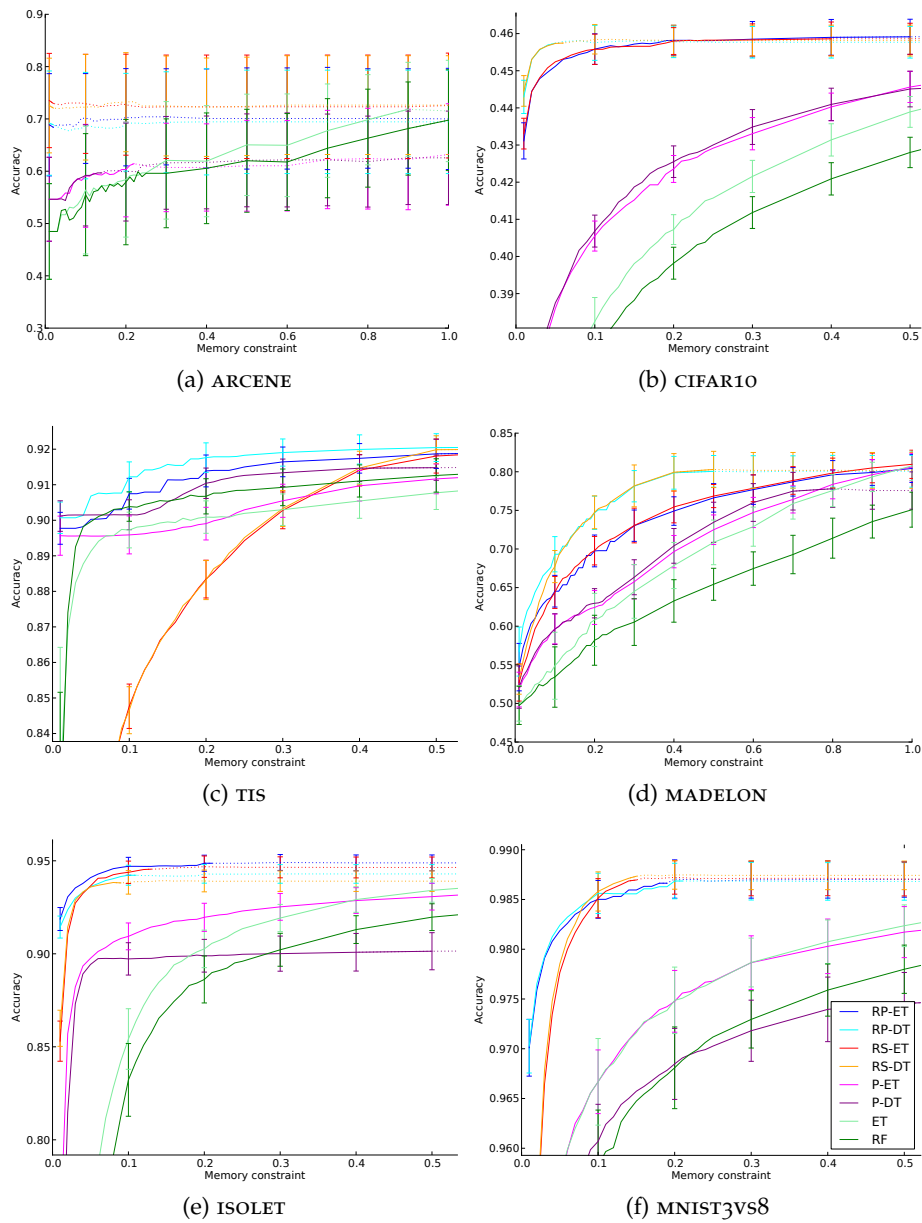 0.9
0.8
0.7
0.6
0.5
0.4
0.3
0.0 0.2 0.4 0.6 0.8 1.0
Accuracy
Memory constraint
(a) ARCENE
0.46
0.45
0.44
0.43
0.42
0.41
0.40
0.39
0.0 0.1 0.2 0.3 0.4 0.5
Accuracy
Memory constraint
(b) CIFAR10
0.92
0.91
0.90
0.89
0.88
0.87
0.86
0.85
0.84
0.0 0.1 0.2 0.3 0.4 0.5
Accuracy
Memory constraint
(c) TIS
0.85
0.80
0.75
0.70
0.65
0.60
0.55
0.50
0.45
0.0 0.2 0.4 0.6 0.8 1.0
Accuracy
Memory constraint
(d) MADELON
0.95
0.90
0.85
0.80
0.0 0.1 0.2 0.3 0.4 0.5
Accuracy
Memory constraint
(e) ISOLET
0.990
0.985
0.980
0.975
0.970
0.965
0.960
0.0 0.1 0.2 0.3 0.4 0.5
Accuracy
Memory constraint
RP-ET
RP-DT
RS-ET
RS-DT
P-ET
P-DT
ET
RF
(f) MNIST3VS8